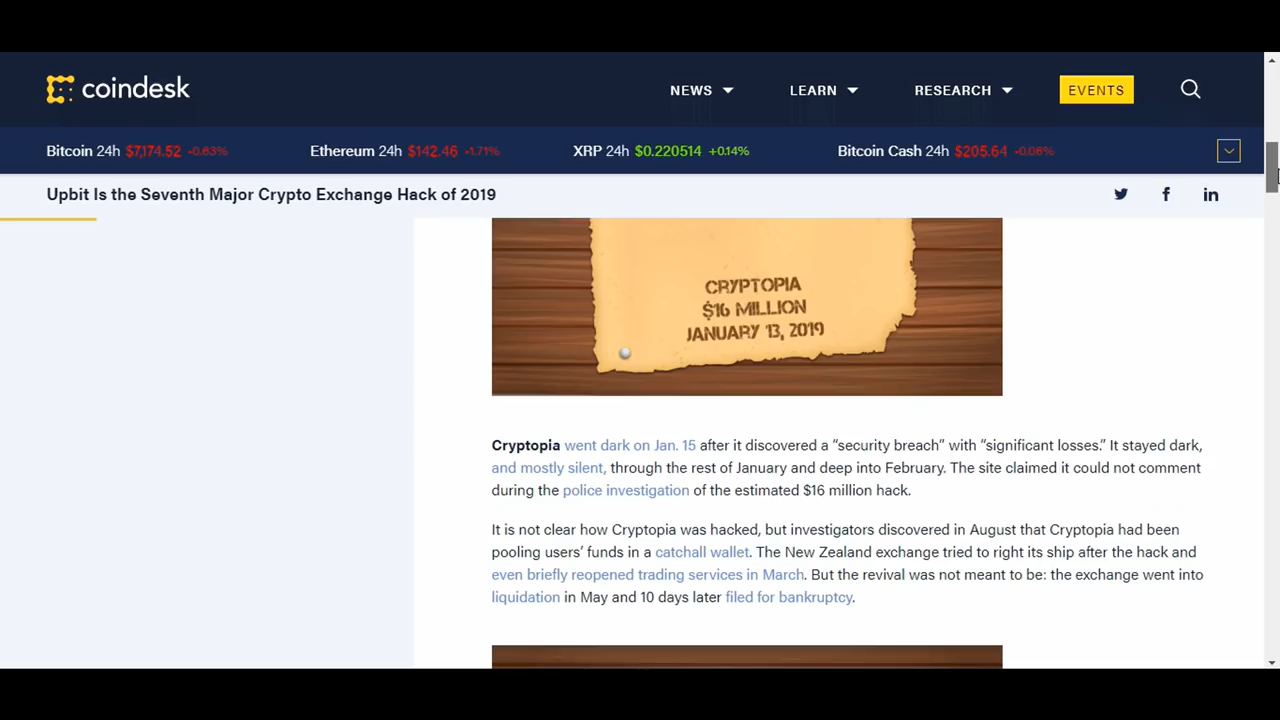 coindesk
NEWS LEARN RESEARCH EVENTS
Bitcoin 24h $7,174.52 -0.63% Ethereum 24h $142.46 -1.71% XRP 24h $0.220514 +0.14% Bitcoin Cash 24h $205.64 -0.06%
Upbit Is the Seventh Major Crypto Exchange Hack of 2019
CRYPTOPIA
$16 MILLION
JANUARY 13, 2019
Cryptopia went dark on Jan. 15 after it discovered a “security breach” with “significant losses.” It stayed dark,
and mostly silent, through the rest of January and deep into February. The site claimed it could not comment
during the police investigation of the estimated $16 million hack.
It is not clear how Cryptopia was hacked, but investigators discovered in August that Cryptopia had been
pooling users’ funds in a catchall wallet. The New Zealand exchange tried to right its ship after the hack and
even briefly reopened trading services in March. But the revival was not meant to be: the exchange went into
liquidation in May and 10 days later filed for bankruptcy.